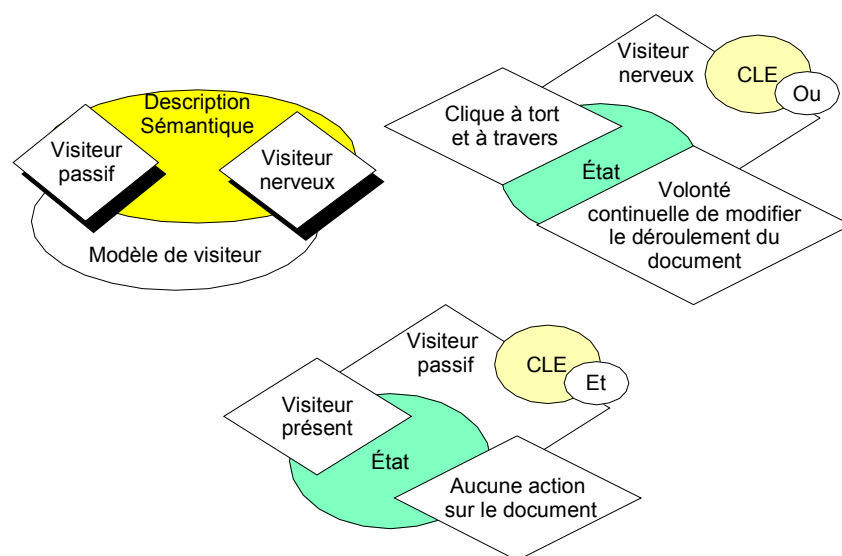 Description
Sémantique
Visiteur
passif
Visiteur
nerveux
Modèle de visiteur
Visiteur
nerveux
CLE
Ou
Clique à tort
et à travers
État
Volonté
continuelle de modifier
le déroulement du
document
Visiteur
passif
CLE
Et
Visiteur
présent
État
Aucune action
sur le document